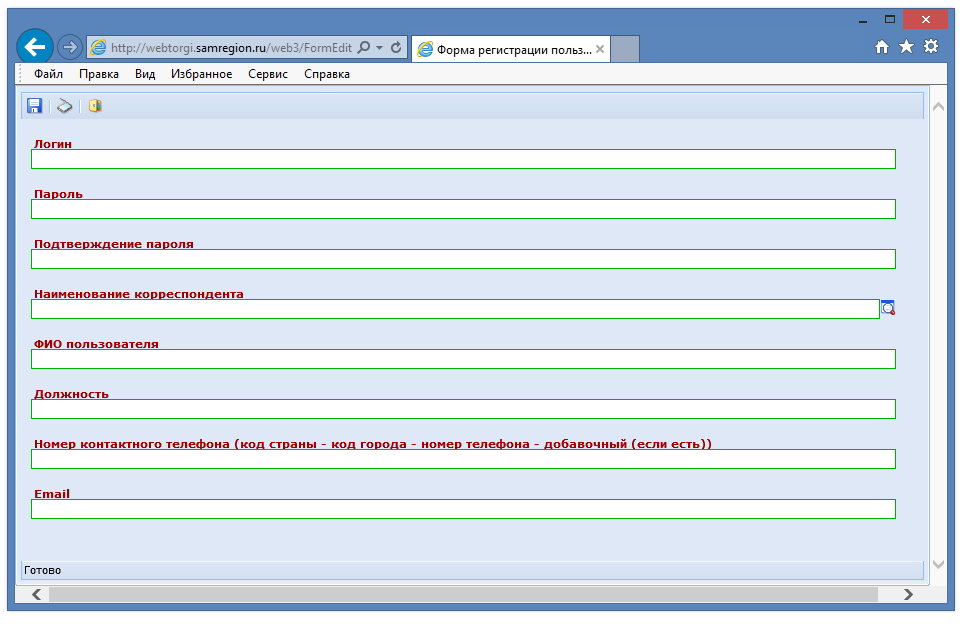 http://webtorgi.samregion.ru/web3/FormEdit
Форма регистрации польз...
Файл Правка Вид Избранное Сервис Справка
Логин
Пароль
Подтверждение пароля
Наименование корреспондента
ФИО пользователя
Должность
Номер контактного телефона (код страны - код города - номер телефона - добавочный (если есть))
Email
Готово